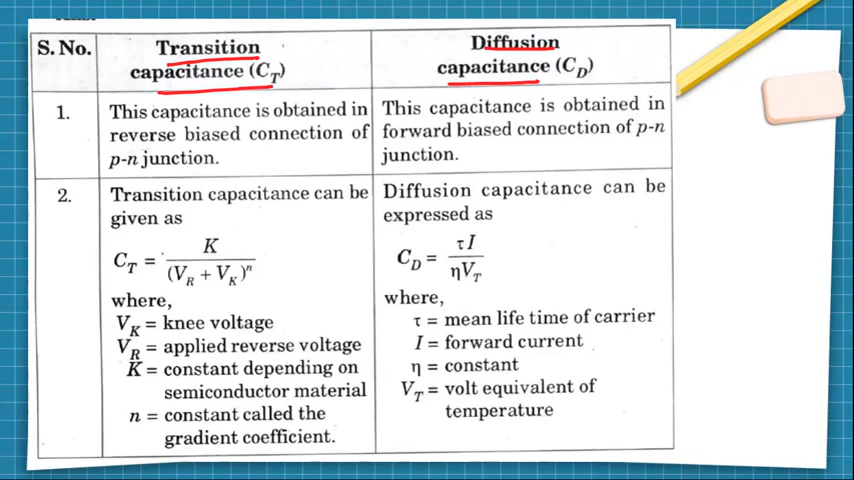 S. No.
Transition
capacitance (C_T)
Diffusion
capacitance (C_D)
1.
This capacitance is obtained in
reverse biased connection of
p-n junction.
This capacitance is obtained in
forward biased connection of p-n
junction.
2.
Transition capacitance can be
given as
C_T = K / (V_R + V_K)^n
where,
V_K = knee voltage
V_R = applied reverse voltage
K = constant depending on
semiconductor material
n = constant called the
gradient coefficient.
Diffusion capacitance can be
expressed as
C_D = τI / ηV_T
where,
τ = mean life time of carrier
I = forward current
η = constant
V_T = volt equivalent of
temperature